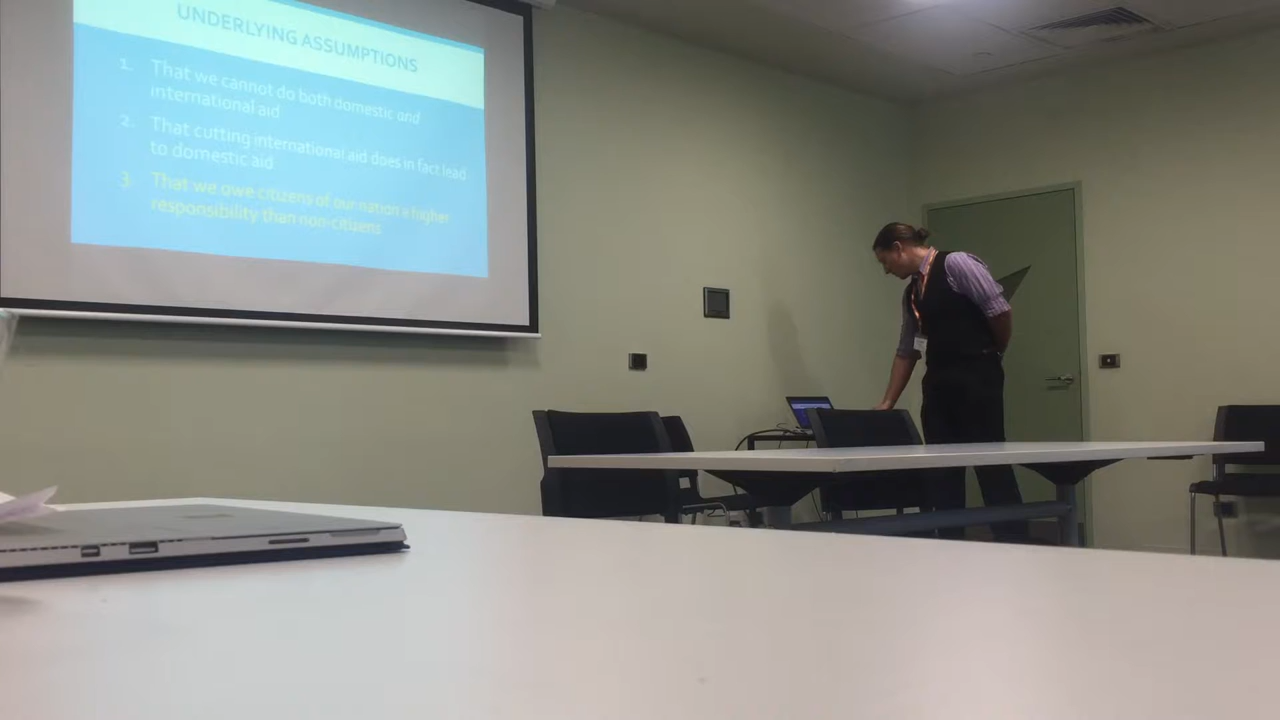 UNDERLYING ASSUMPTIONS
1. That we cannot do both domestic and
international aid
2. That cutting international aid does in fact lead
to domestic aid
3. That we owe citizens of our nation a higher
responsibility than non-citizens